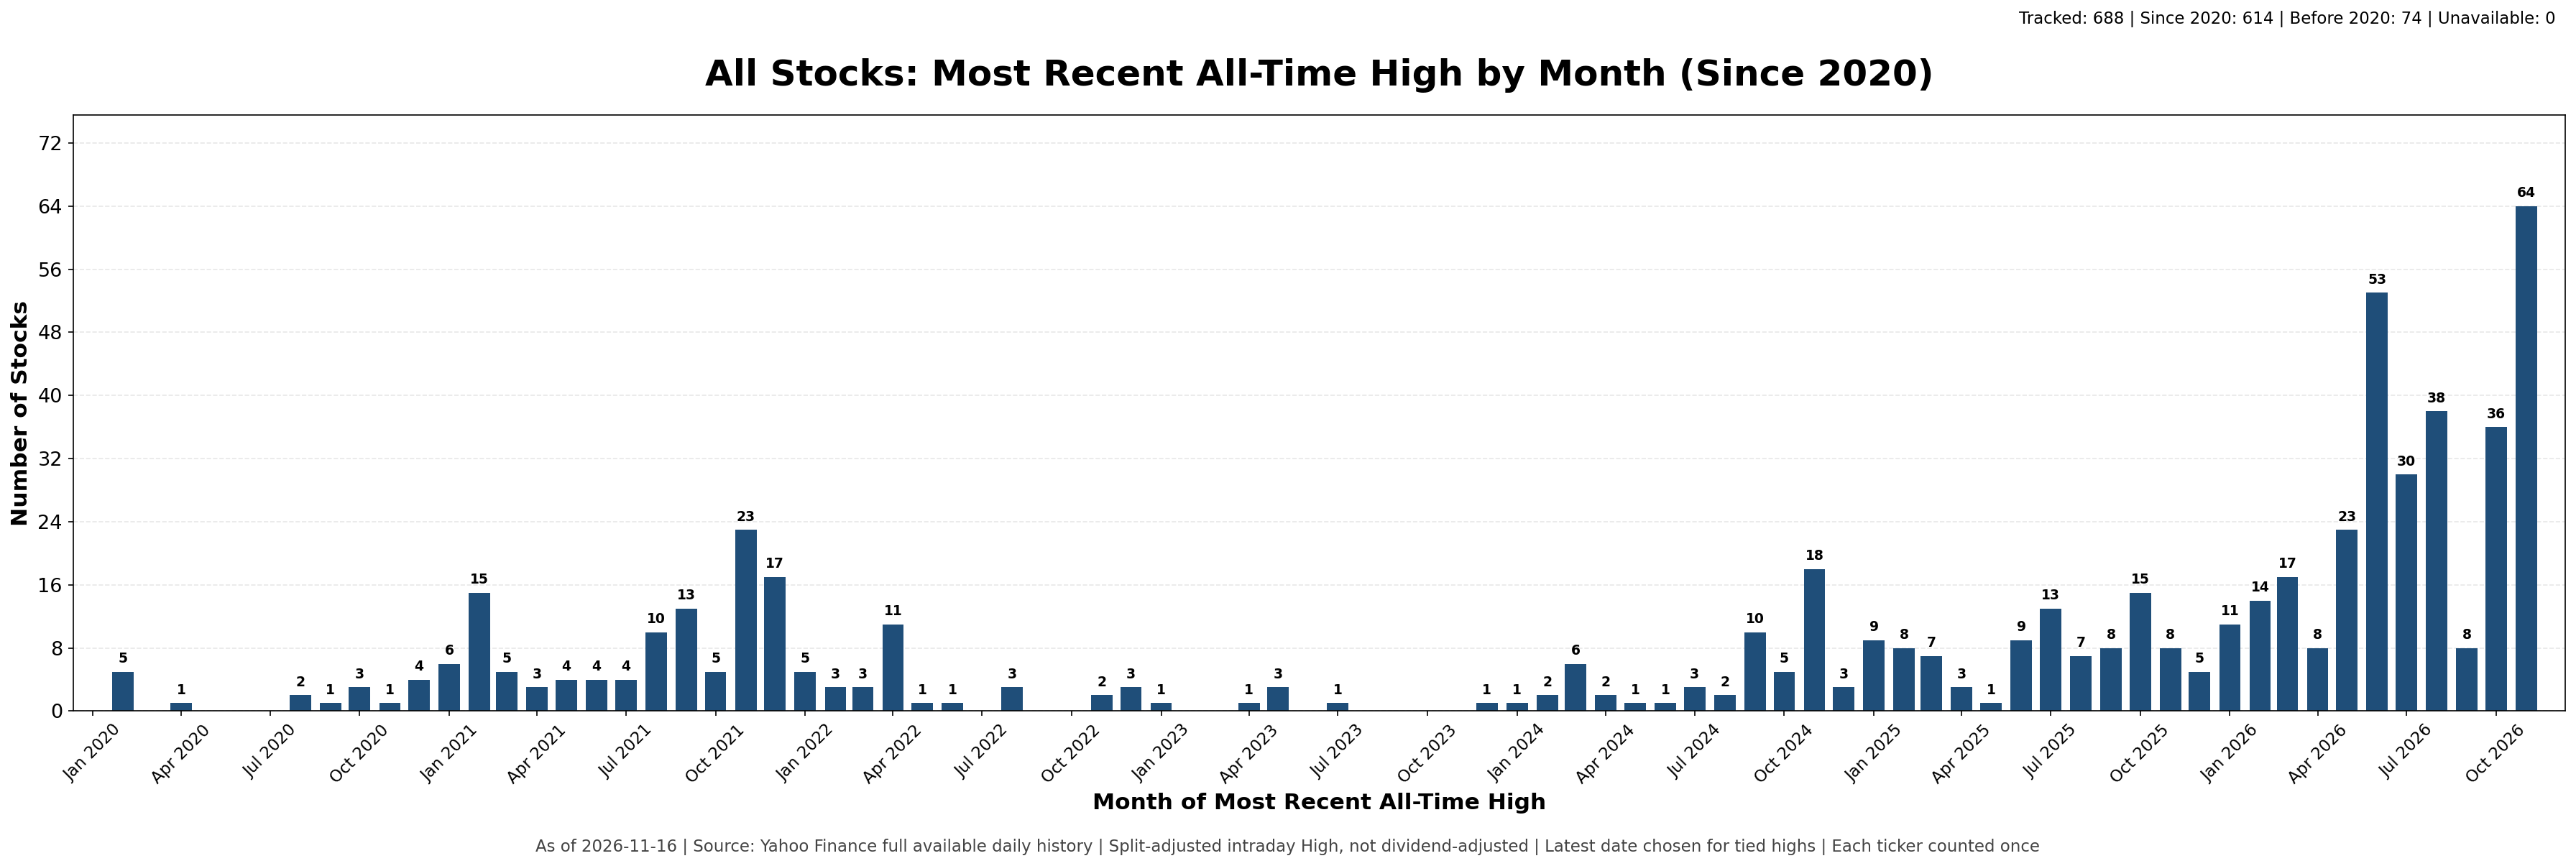 Tracked: 688 | Since 2020: 614 | Before 2020: 74 | Unavailable: 0
All Stocks: Most Recent All-Time High by Month (Since 2020)
Number of Stocks
72
64
56
48
40
32
24
16
8
0
5 1 2 1 3 1 4 6 15 5 3 4 4 4 10 13 5 23 17 5 3 3 11 1 1 3 2 3 1 1 3 1 1 1 2 6 2 1 1 3 2 10 5 18 3 9 8 7 3 1 9 13 7 8 15 8 5 11 14 17 8 23 53 30 38 8 36 64
Jan 2020 Apr 2020 Jul 2020 Oct 2020 Jan 2021 Apr 2021 Jul 2021 Oct 2021 Jan 2022 Apr 2022 Jul 2022 Oct 2022 Jan 2023 Apr 2023 Jul 2023 Oct 2023 Jan 2024 Apr 2024 Jul 2024 Oct 2024 Jan 2025 Apr 2025 Jul 2025 Oct 2025 Jan 2026 Apr 2026 Jul 2026 Oct 2026
Month of Most Recent All-Time High
As of 2026-11-16 | Source: Yahoo Finance full available daily history | Split-adjusted intraday High, not dividend-adjusted | Latest date chosen for tied highs | Each ticker counted once